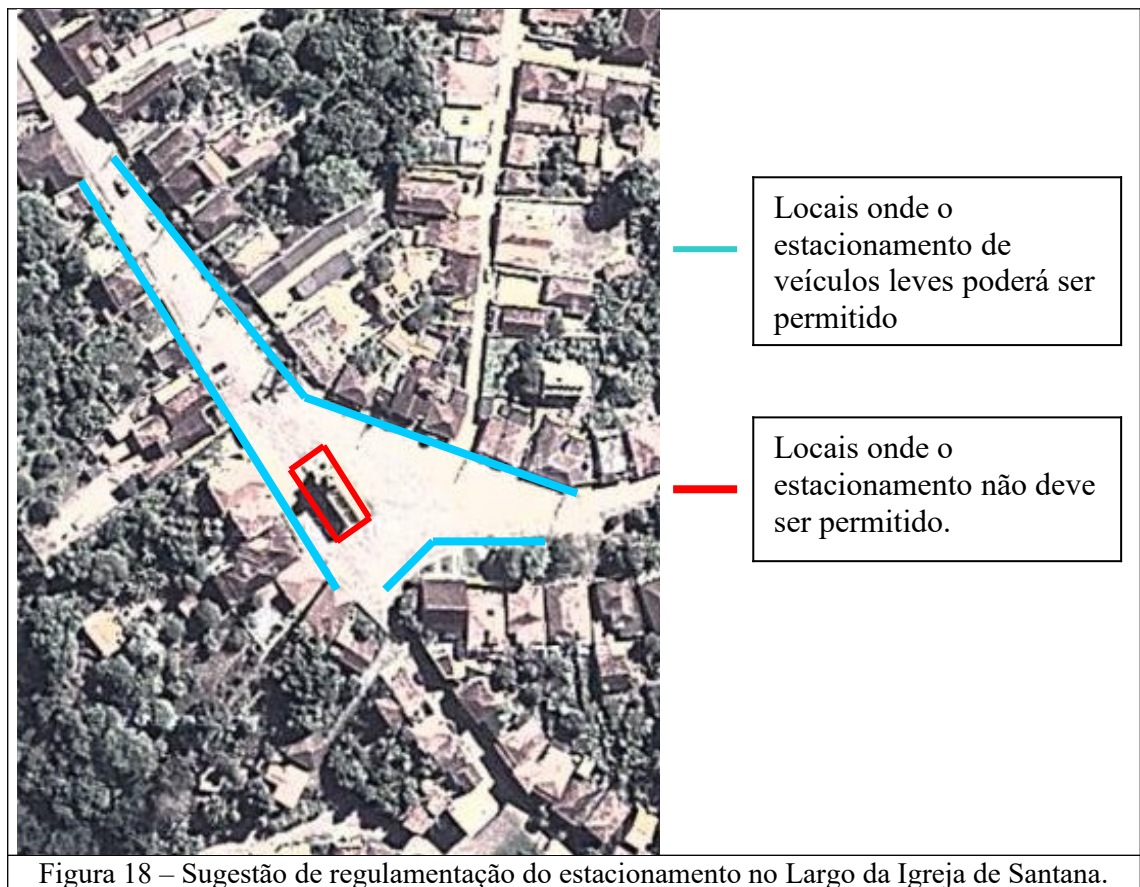 Locais onde o
estacionamento de
veículos leves poderá ser
permitido
Locais onde o
estacionamento não deve
ser permitido.
Figura 18 – Sugestão de regulamentação do estacionamento no Largo da Igreja de Santana.